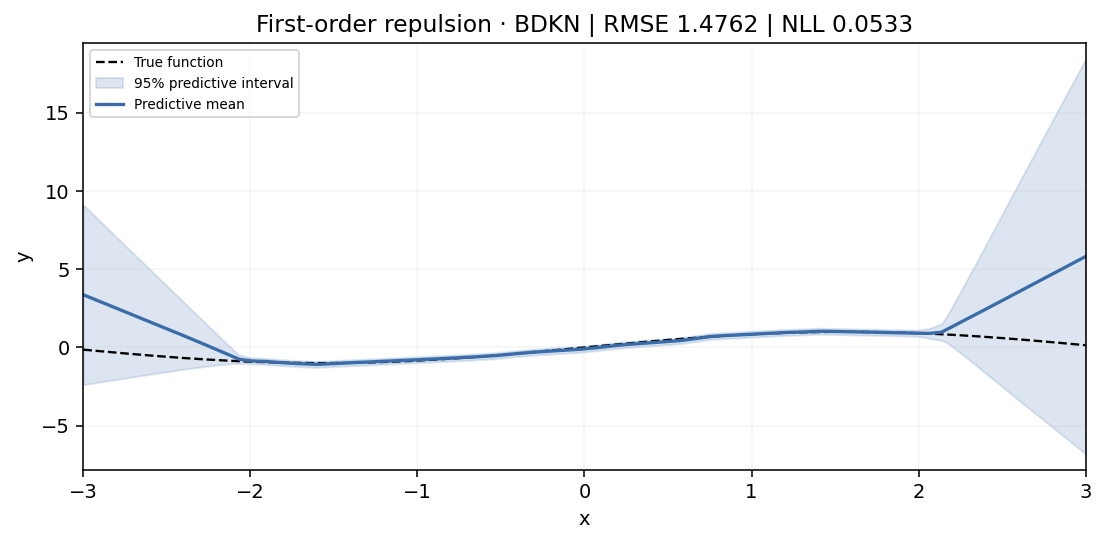 First-order repulsion · BDKN | RMSE 1.4762 | NLL 0.0533
True function
95% predictive interval
Predictive mean
15
10
5
0
−5
y
−3
−2
−1
0
1
2
3
x